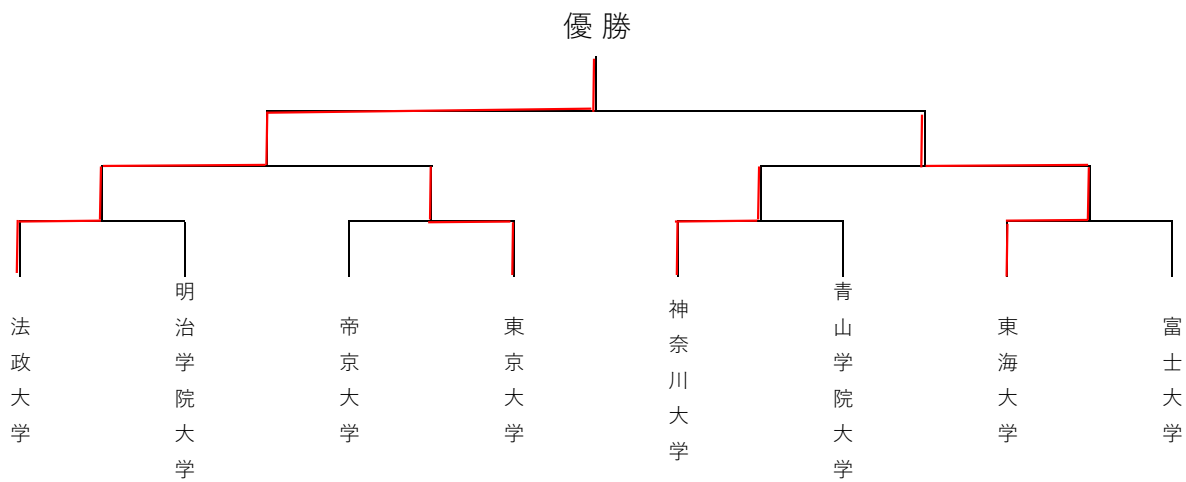 優勝
法政大学
明治学院大学
帝京大学
東京大学
神奈川大学
青山学院大学
東海大学
富士大学